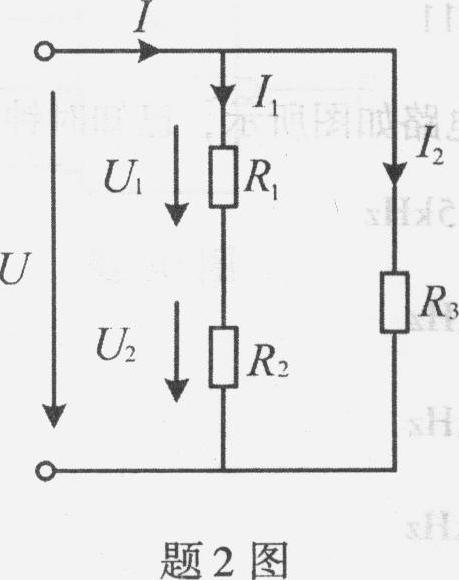 I
I₁
I₂
U₁
R₁
U
U₂
R₂
R₃
题2图